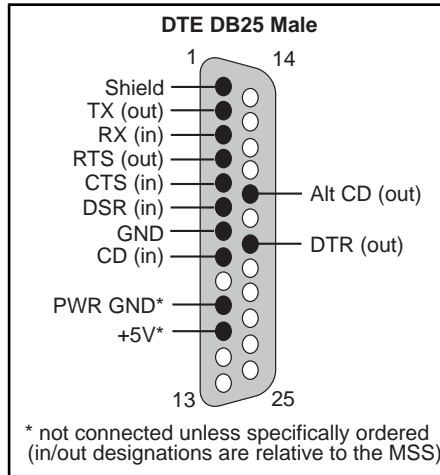 DTE DB25 Male
1 14
Shield
TX (out)
RX (in)
RTS (out)
CTS (in)
DSR (in)
GND
CD (in)
PWR GND*
+5V*
Alt CD (out)
DTR (out)
13 25
* not connected unless specifically ordered
(in/out designations are relative to the MSS)